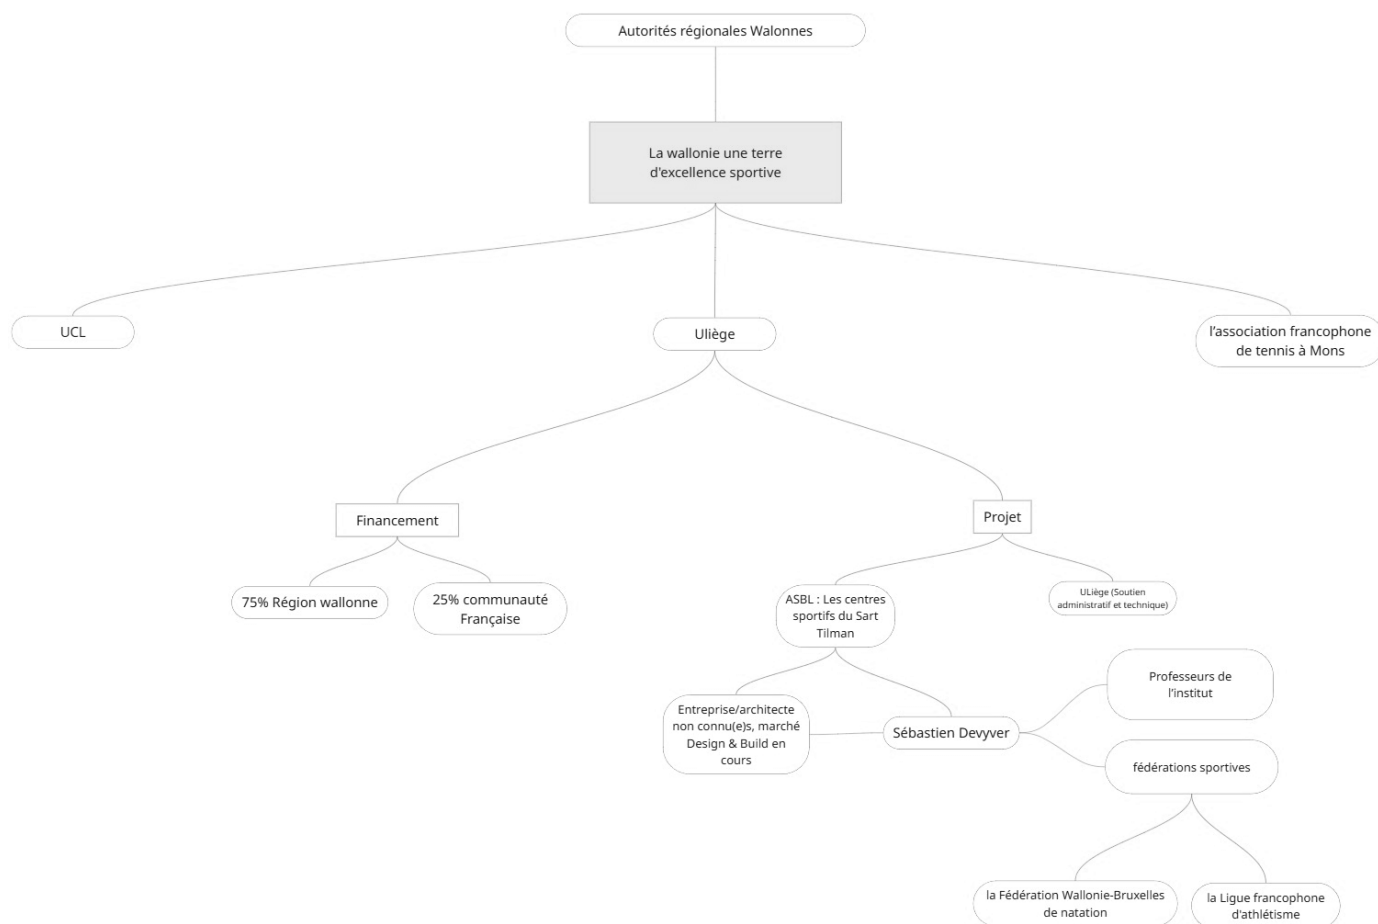 Autorités régionales Walonnes
La wallonie une terre
d'excellence sportive
UCL
Uliège
l’association francophone
de tennis à Mons
Financement
Projet
75% Région wallonne
25% communauté
Française
ASBL : Les centres
sportifs du Sart
Tilman
ULiège (Soutien
administratif et technique)
Entreprise/architecte
non connu(e)s, marché
Design & Build en
cours
Sébastien Devyver
Professeurs de
l'institut
fédérations sportives
la Fédération Wallonie-Bruxelles
de natation
la Ligue francophone
d'athlétisme